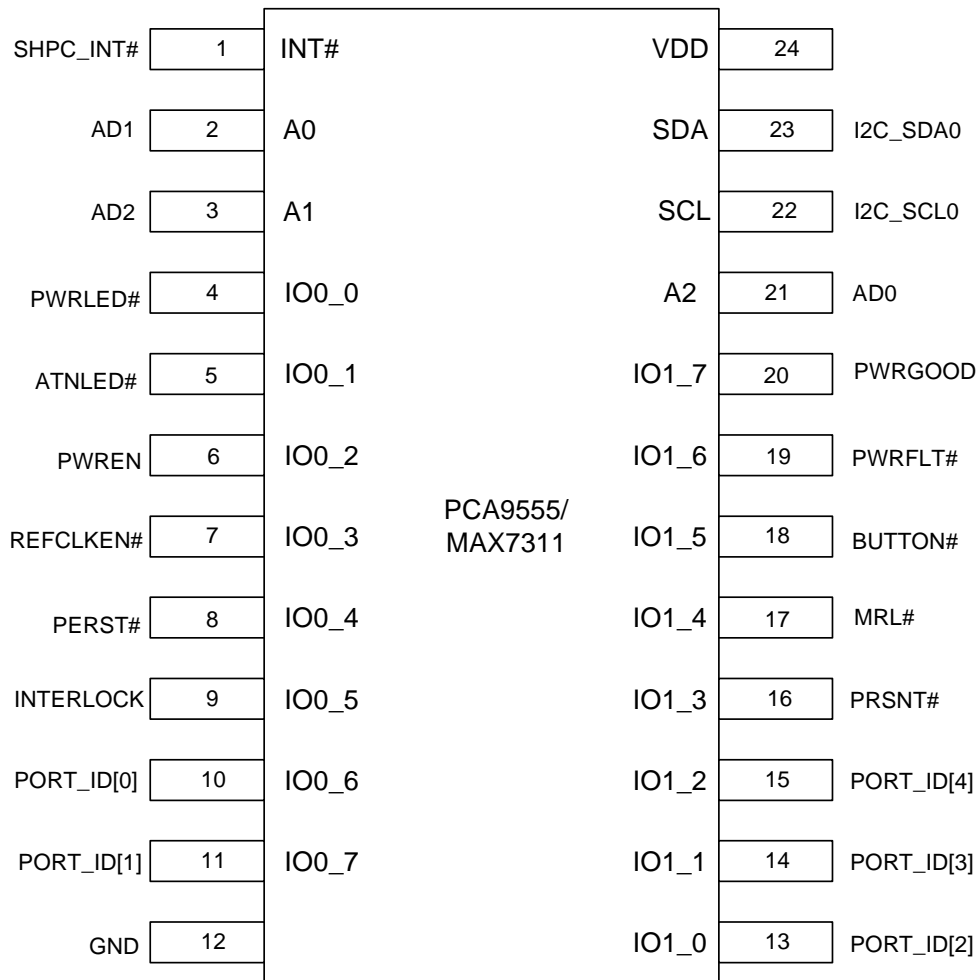 SHPC_INT# 1 INT# VDD 24
AD1 2 A0 SDA 23 I2C_SDA0
AD2 3 A1 SCL 22 I2C_SCL0
PWRLED# 4 IO0_0 A2 21 AD0
ATNLED# 5 IO0_1 IO1_7 20 PWRGOOD
PWREN 6 IO0_2 IO1_6 19 PWRFLT#
PCA9555/
MAX7311
REFCLKEN# 7 IO0_3 IO1_5 18 BUTTON#
PERST# 8 IO0_4 IO1_4 17 MRL#
INTERLOCK 9 IO0_5 IO1_3 16 PRSNT#
PORT_ID[0] 10 IO0_6 IO1_2 15 PORT_ID[4]
PORT_ID[1] 11 IO0_7 IO1_1 14 PORT_ID[3]
GND 12 IO1_0 13 PORT_ID[2]